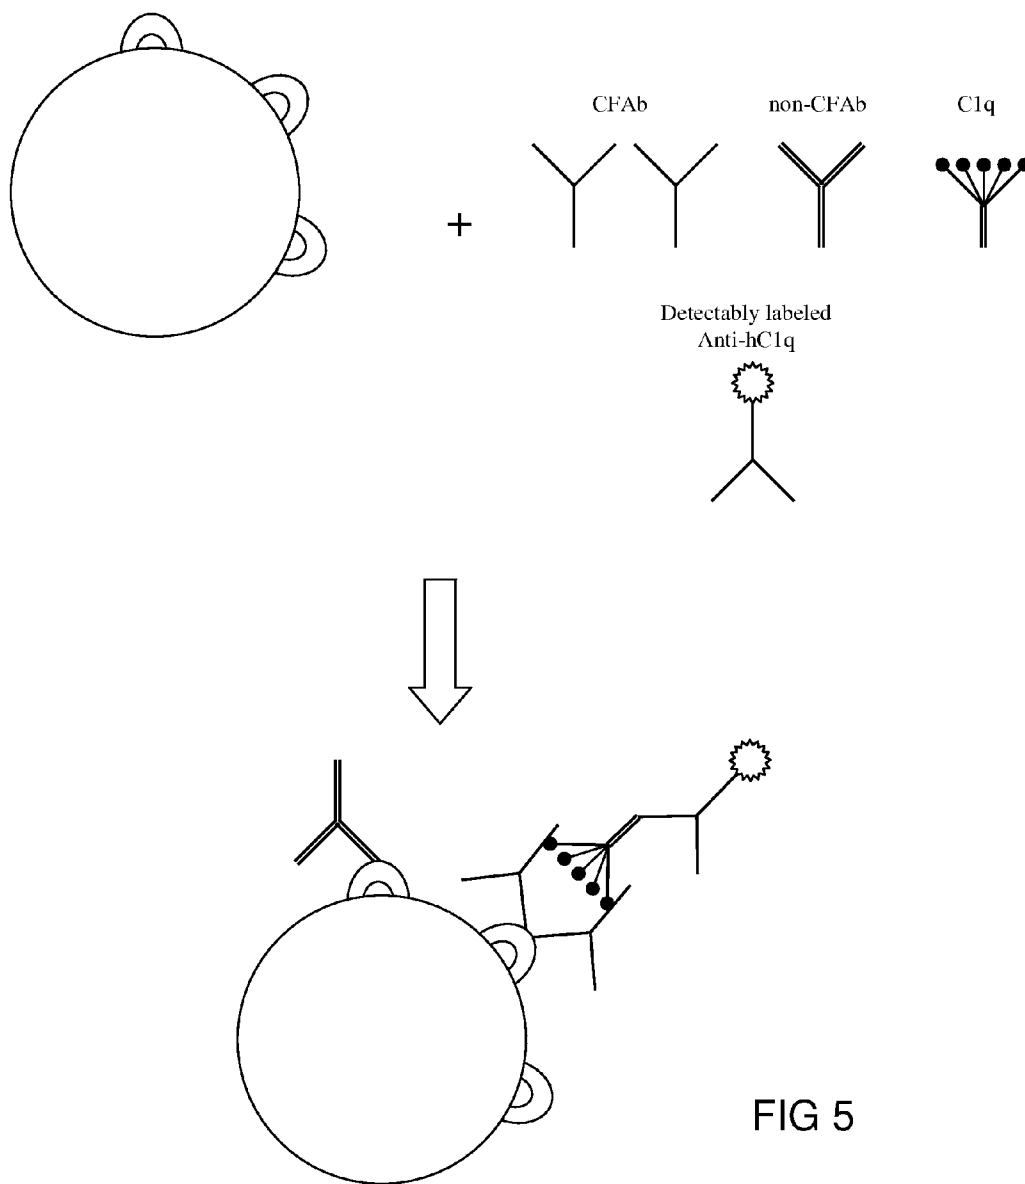 CFAb
non-CFAb
C1q
+
Detectably labeled
Anti-hC1q
FIG 5